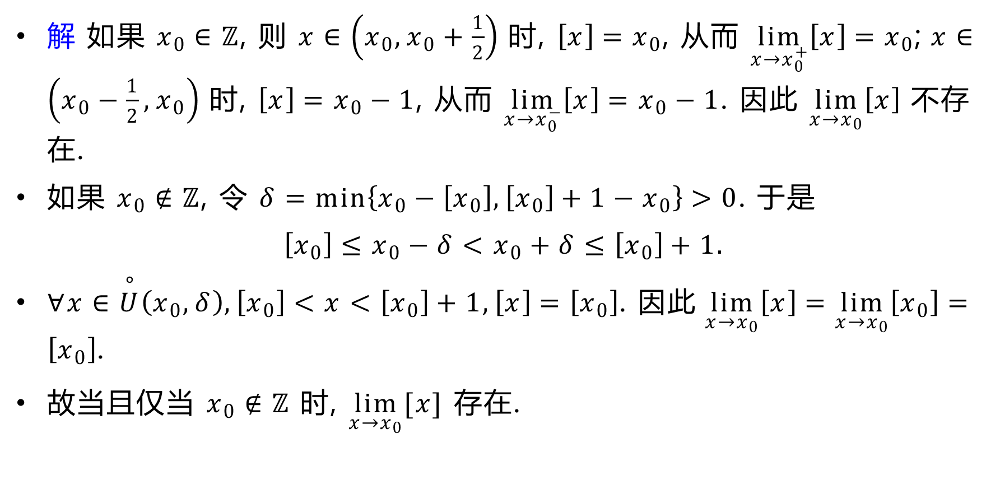 • 解 如果 $x_0 \in \mathbb{Z}$, 则 $x \in \left(x_0, x_0 + \frac{1}{2}\right)$ 时, $[x] = x_0$, 从而 $\lim\limits_{x \to x_0^+} [x] = x_0$; $x \in$
$\left(x_0 - \frac{1}{2}, x_0\right)$ 时, $[x] = x_0 - 1$, 从而 $\lim\limits_{x \to x_0^-} [x] = x_0 - 1$. 因此 $\lim\limits_{x \to x_0} [x]$ 不存
在.
• 如果 $x_0 \notin \mathbb{Z}$, 令 $\delta = \min\{x_0 - [x_0], [x_0] + 1 - x_0\} > 0$. 于是
$[x_0] \leq x_0 - \delta < x_0 + \delta \leq [x_0] + 1.$
• $\forall x \in \mathring{U}(x_0, \delta), [x_0] < x < [x_0] + 1, [x] = [x_0]$. 因此 $\lim\limits_{x \to x_0} [x] = \lim\limits_{x \to x_0} [x_0] =$
$[x_0]$.
• 故当且仅当 $x_0 \notin \mathbb{Z}$ 时, $\lim\limits_{x \to x_0} [x]$ 存在.